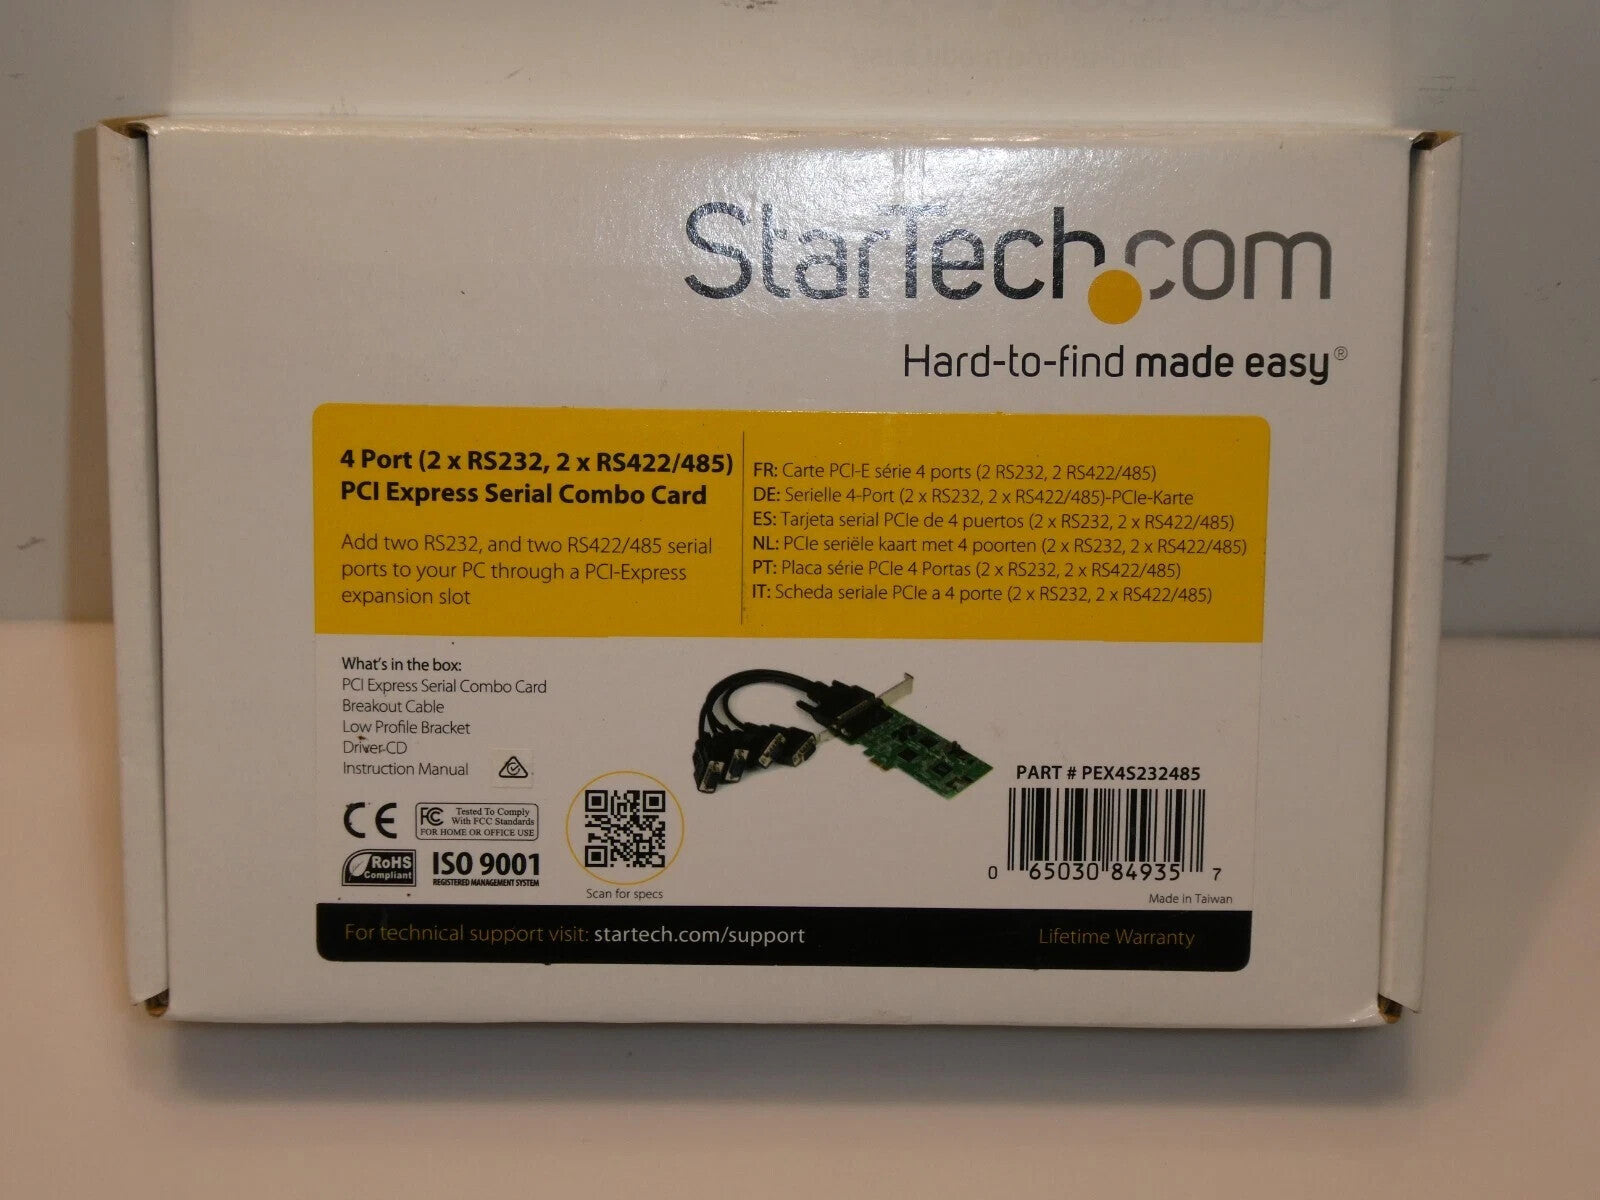 StarTech.com
Hard-to-find made easy®
4 Port (2 x RS232, 2 x RS422/485)
PCI Express Serial Combo Card
Add two RS232, and two RS422/485 serial
ports to your PC through a PCI-Express
expansion slot
FR: Carte PCI-E série 4 ports (2 RS232, 2 RS422/485)
DE: Serielle 4-Port (2 x RS232, 2 x RS422/485)-PCIe-Karte
ES: Tarjeta serial PCIe de 4 puertos (2 x RS232, 2 x RS422/485)
NL: PCIe seriële kaart met 4 poorten (2 x RS232, 2 x RS422/485)
PT: Placa série PCIe 4 Portas (2 x RS232, 2 x RS422/485)
IT: Scheda seriale PCIe a 4 porte (2 x RS232, 2 x RS422/485)
What's in the box:
PCI Express Serial Combo Card
Breakout Cable
Low Profile Bracket
Driver CD
Instruction Manual
CE
FC
Tested To Comply
With FCC Standards
FOR HOME OR OFFICE USE
RoHS
Compliant
ISO 9001
REGISTERED MANAGEMENT SYSTEM
Scan for specs
PART # PEX4S232485
0 65030 84935 7
Made in Taiwan
For technical support visit: startech.com/support
Lifetime Warranty